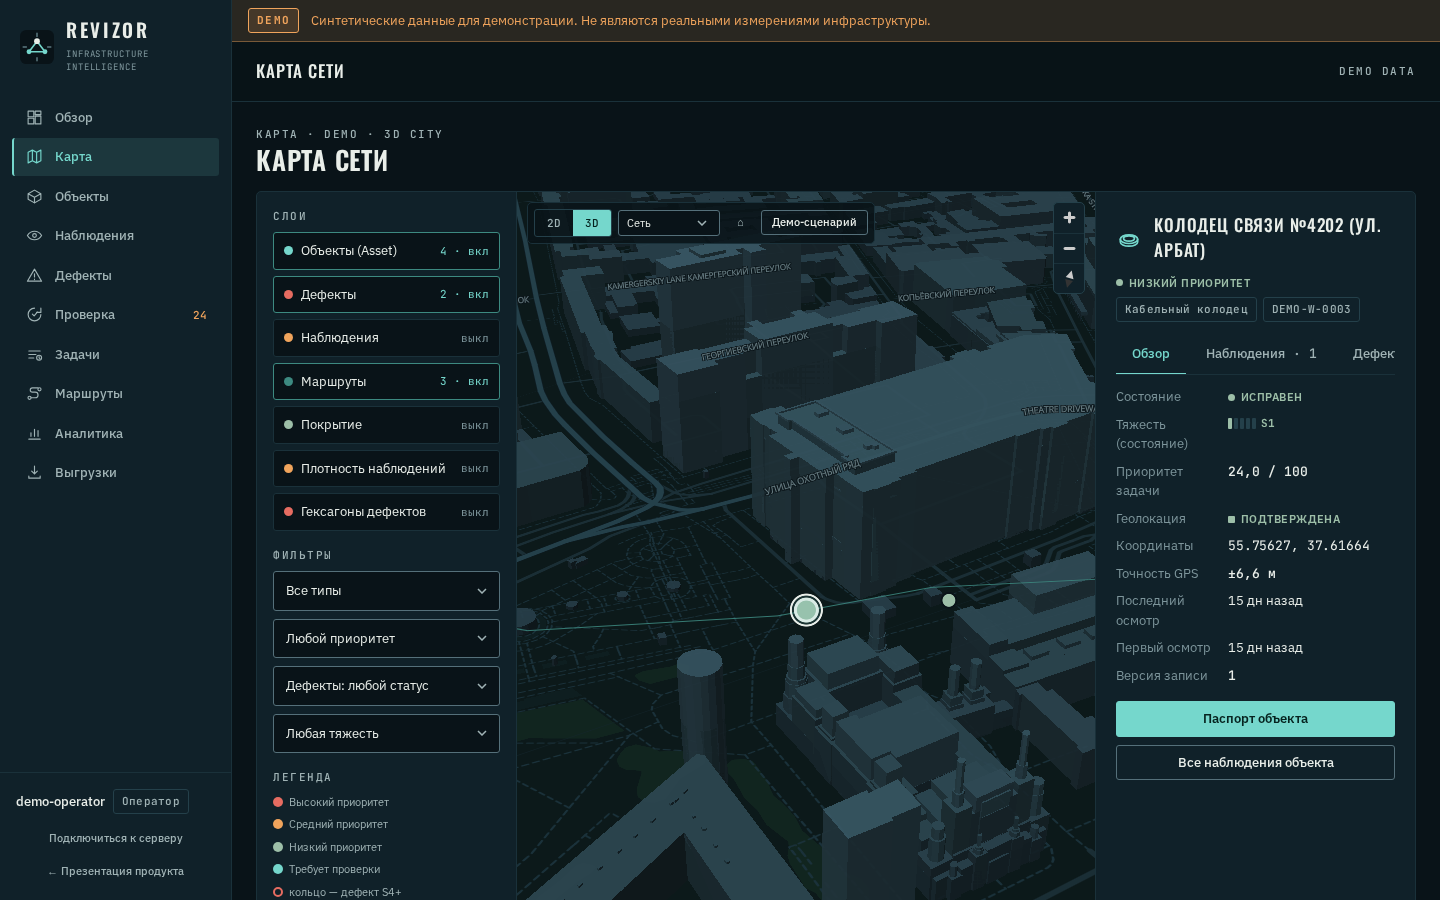 REVIZOR
INFRASTRUCTURE
INTELLIGENCE
Обзор
Карта
Объекты
Наблюдения
Дефекты
Проверка 24
Задачи
Маршруты
Аналитика
Выгрузки
demo-operator Оператор
Подключиться к серверу
← Презентация продукта
DEMO Синтетические данные для демонстрации. Не являются реальными измерениями инфраструктуры.
КАРТА СЕТИ
DEMO DATA
КАРТА · DEMO · 3D CITY
КАРТА СЕТИ
СЛОИ
Объекты (Asset) 4 · вкл
Дефекты 2 · вкл
Наблюдения выкл
Маршруты 3 · вкл
Покрытие выкл
Плотность наблюдений выкл
Гексагоны дефектов выкл
ФИЛЬТРЫ
Все типы
Любой приоритет
Дефекты: любой статус
Любая тяжесть
ЛЕГЕНДА
Высокий приоритет
Средний приоритет
Низкий приоритет
Требует проверки
кольцо — дефект S4+
2D 3D Сеть Демо-сценарий
KAMERGERSKIY LANE КАМЕРГЕРСКИЙ ПЕРЕУЛОК
КОПЬЁВСКИЙ ПЕРЕУЛОК
ОК
ГЕОРГИЕВСКИЙ ПЕРЕУЛОК
THEATRE DRIVEW
УЛИЦА ОХОТНЫЙ РЯД
КОЛОДЕЦ СВЯЗИ №4202 (УЛ.
АРБАТ)
НИЗКИЙ ПРИОРИТЕТ
Кабельный колодец DEMO-W-0003
Обзор Наблюдения · 1 Дефек
Состояние ИСПРАВЕН
Тяжесть
(состояние) S1
Приоритет
задачи 24,0 / 100
Геолокация ПОДТВЕРЖДЕНА
Координаты 55.75627, 37.61664
Точность GPS ±6,6 м
Последний
осмотр 15 дн назад
Первый осмотр 15 дн назад
Версия записи 1
Паспорт объекта
Все наблюдения объекта